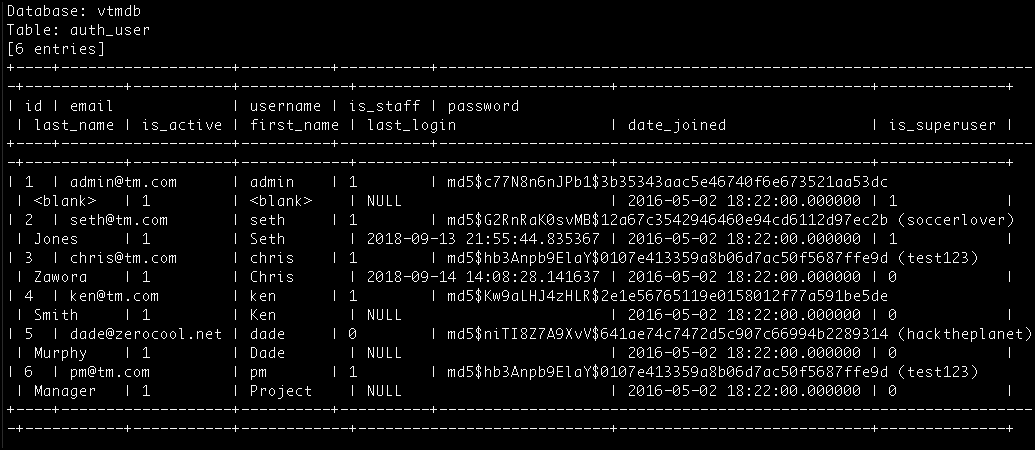 Database: vtmdb
Table: auth_user
[6 entries]
| id | email | username | is_staff | password
| last_name | is_active | first_name | last_login | date_joined | is_superuser |
| 1 | admin@tm.com | admin | 1 | md5$c77N8n6nJPb1$3b35343aac5e46740f6e673521aa53dc
| <blank> | 1 | <blank> | NULL | 2016-05-02 18:22:00.000000 | 1 |
| 2 | seth@tm.com | seth | 1 | md5$G2RnRaK0svMB$12a67c3542946460e94cd6112d97ec2b (soccerlover)
| Jones | 1 | Seth | 2018-09-13 21:55:44.835367 | 2016-05-02 18:22:00.000000 | 1 |
| 3 | chris@tm.com | chris | 1 | md5$hb3Anpb9ElaY$0107e413359a8b06d7ac50f5687ffe9d (test123)
| Zawora | 1 | Chris | 2018-09-14 14:08:28.141637 | 2016-05-02 18:22:00.000000 | 0 |
| 4 | ken@tm.com | ken | 1 | md5$Kw9aLHJ4zHLR$2e1e56765119e0158012f77a591be5de
| Smith | 1 | Ken | NULL | 2016-05-02 18:22:00.000000 | 0 |
| 5 | dade@zerocool.net | dade | 0 | md5$niTI8Z7A9XvV$641ae74c7472d5c907c66994b2289314 (hacktheplanet)
| Murphy | 1 | Dade | NULL | 2016-05-02 18:22:00.000000 | 0 |
| 6 | pm@tm.com | pm | 1 | md5$hb3Anpb9ElaY$0107e413359a8b06d7ac50f5687ffe9d (test123)
| Manager | 1 | Project | NULL | 2016-05-02 18:22:00.000000 | 0 |